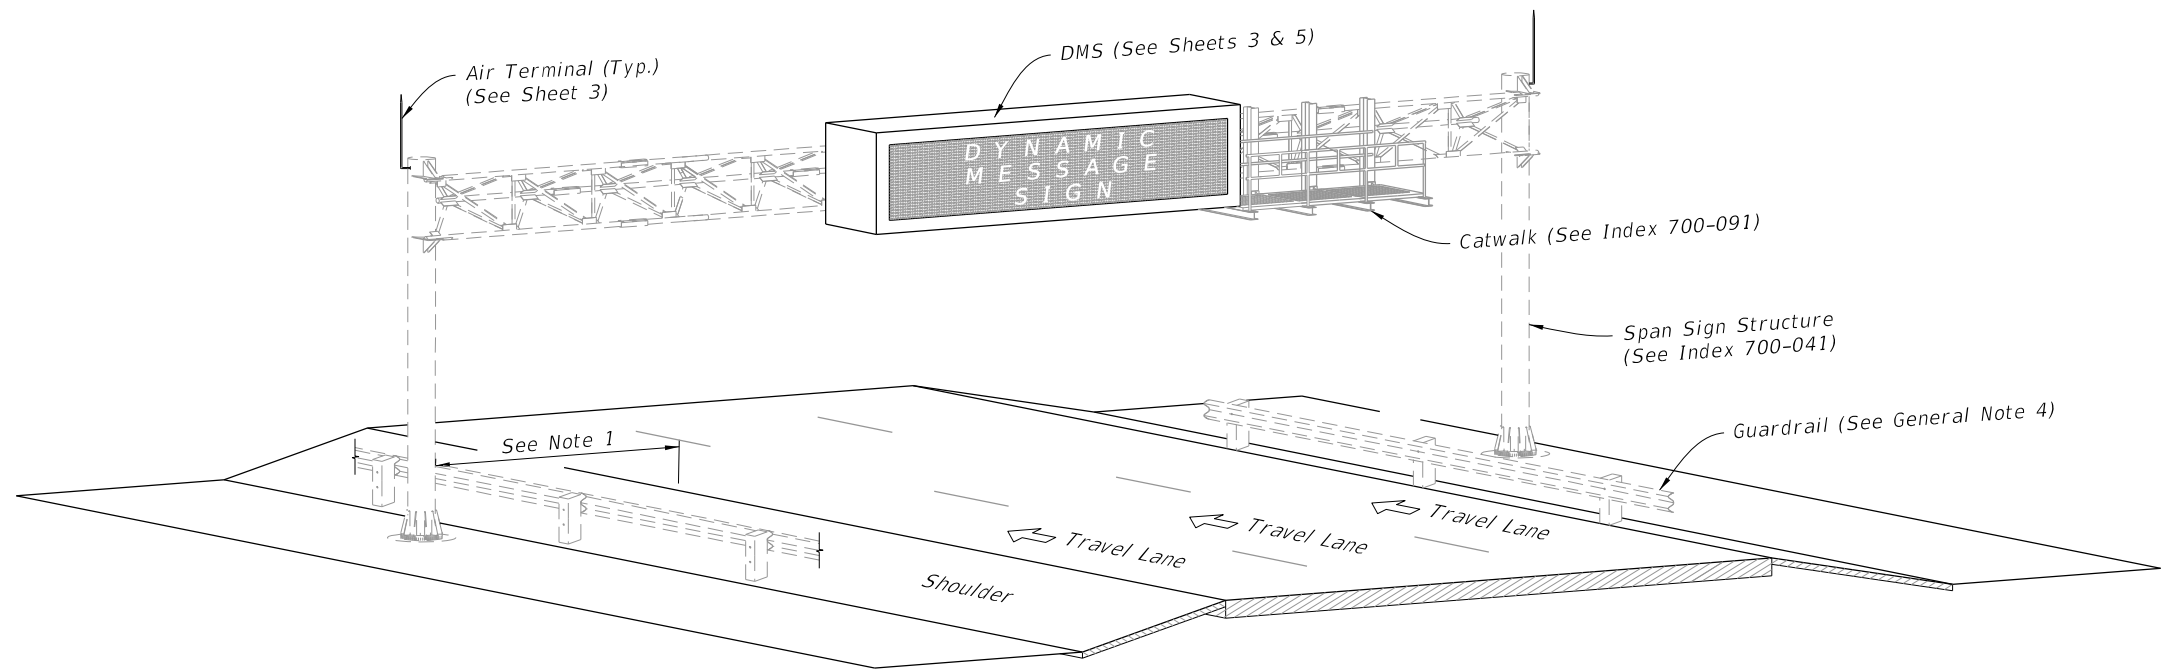 DMS (See Sheets 3 & 5)
Air Terminal (Typ.)
(See Sheet 3)
DYNAMIC
MESSAGE
SIGN
Catwalk (See Index 700-091)
Span Sign Structure
(See Index 700-041)
Guardrail (See General Note 4)
See Note 1
Travel Lane
Travel Lane
Travel Lane
Shoulder